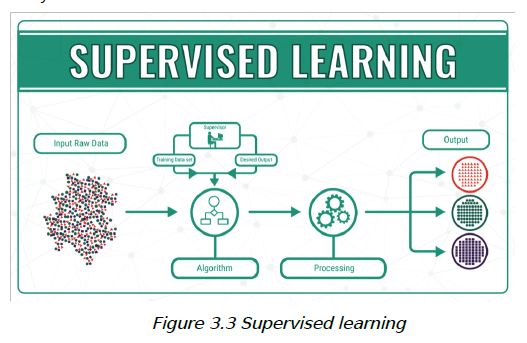 SUPERVISED LEARNING
Input Raw Data
Supervisor
Training Data set
Desired Output
Output
Algorithm
Processing
Figure 3.3 Supervised learning